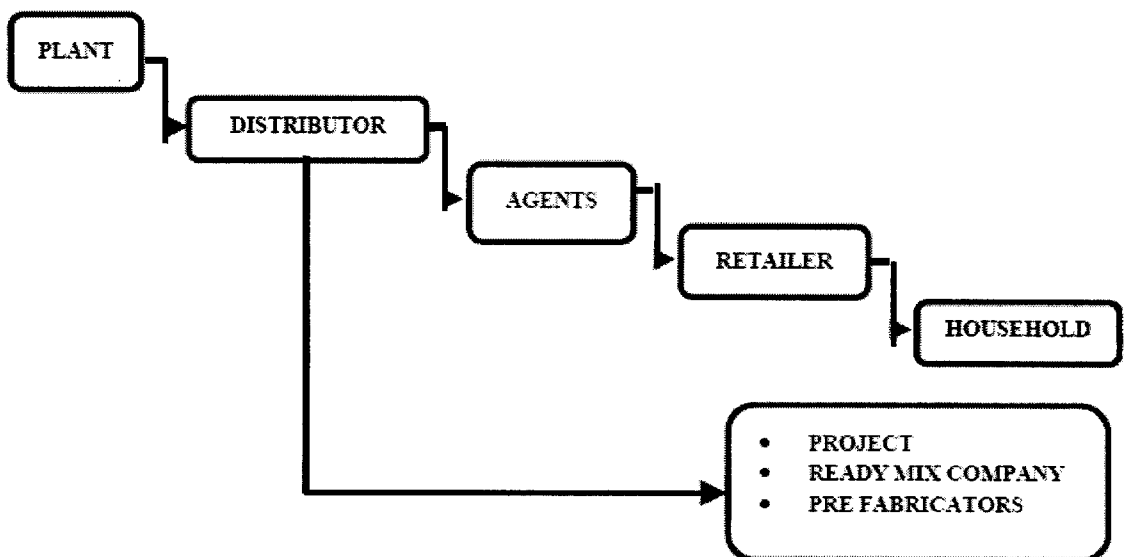 PLANT
DISTRIBUTOR
AGENTS
RETAILER
HOUSEHOLD
• PROJECT
• READY MIX COMPANY
• PRE FABRICATORS